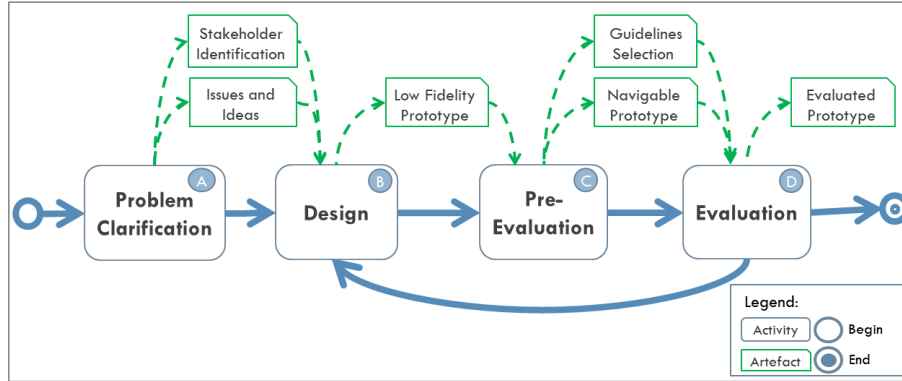 Stakeholder
Identification
Issues and
Ideas
Low Fidelity
Prototype
Guidelines
Selection
Navigable
Prototype
Evaluated
Prototype
A
Problem
Clarification
B
Design
C
Pre-
Evaluation
D
Evaluation
Legend:
Activity
Begin
Artefact
End